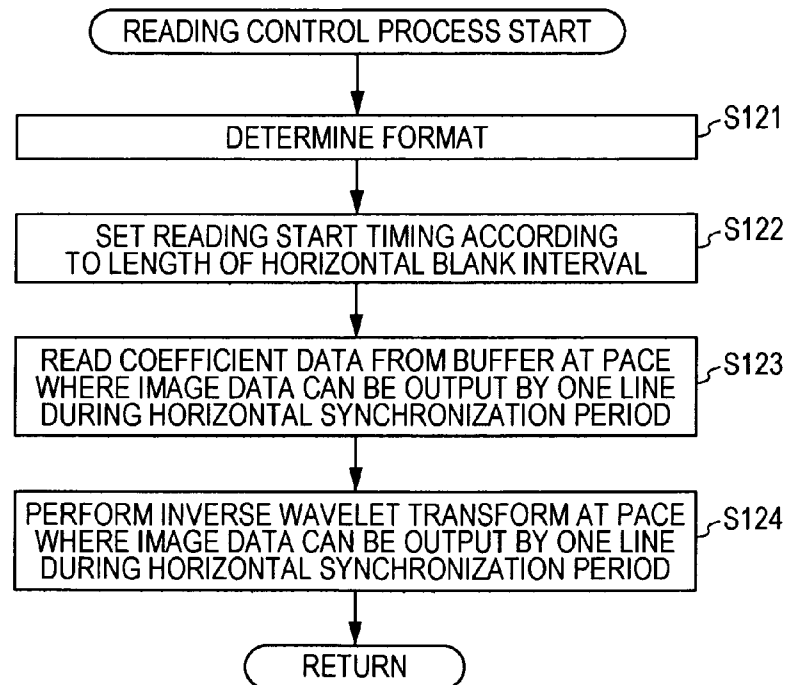 READING CONTROL PROCESS START
DETERMINE FORMAT
S121
SET READING START TIMING ACCORDING
TO LENGTH OF HORIZONTAL BLANK INTERVAL
S122
READ COEFFICIENT DATA FROM BUFFER AT PACE
WHERE IMAGE DATA CAN BE OUTPUT BY ONE LINE
DURING HORIZONTAL SYNCHRONIZATION PERIOD
S123
PERFORM INVERSE WAVELET TRANSFORM AT PACE
WHERE IMAGE DATA CAN BE OUTPUT BY ONE LINE
DURING HORIZONTAL SYNCHRONIZATION PERIOD
S124
RETURN